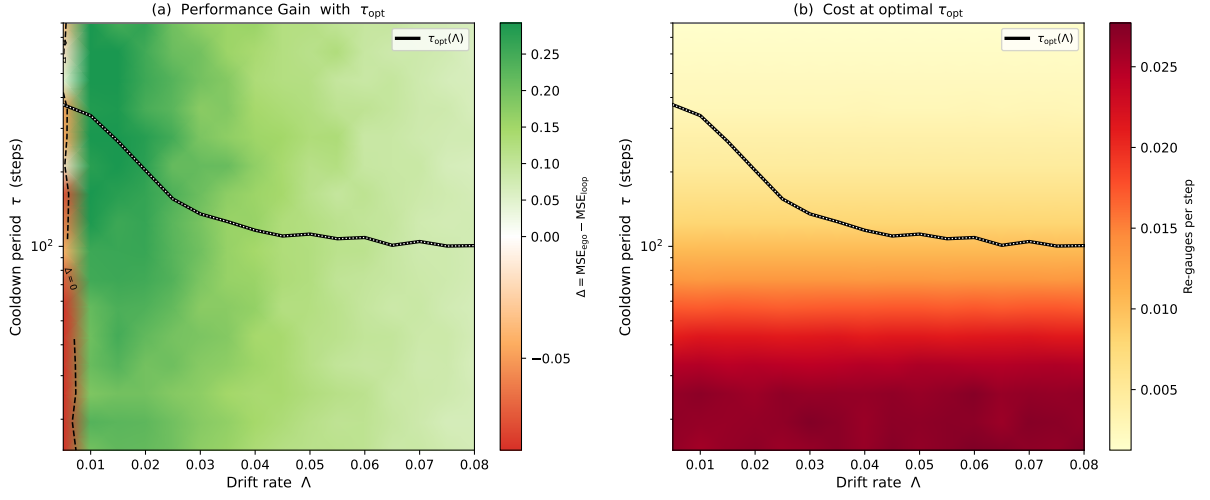 (a) Performance Gain with τopt
τopt(Λ)
Cooldown period τ (steps)
10²
Δ=0
0.01 0.02 0.03 0.04 0.05 0.06 0.07 0.08
Drift rate Λ
0.25
0.20
0.15
0.10
0.05
0.00
−0.05
Δ = MSEego − MSEloop
(b) Cost at optimal τopt
τopt(Λ)
Cooldown period τ (steps)
10²
0.01 0.02 0.03 0.04 0.05 0.06 0.07 0.08
Drift rate Λ
0.025
0.020
0.015
0.010
0.005
Re-gauges per step